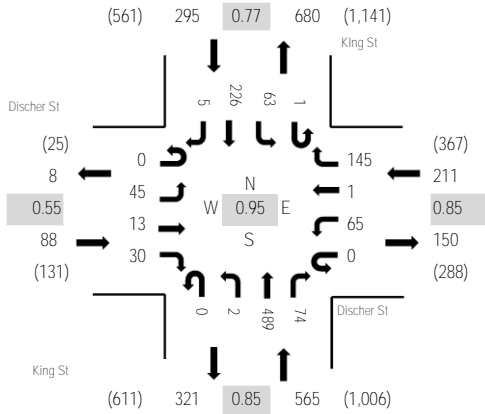 (561) 295 0.77 680 (1,141)
KIng St
Discher St
5 226 63 1
(25)
8
0.55
88
(131)
0
45
13
30
N
W 0.95 E
S
145
1
65
0
(367)
211
0.85
150
(288)
0 2 489 74
Discher St
King St
(611) 321 0.85 565 (1,006)